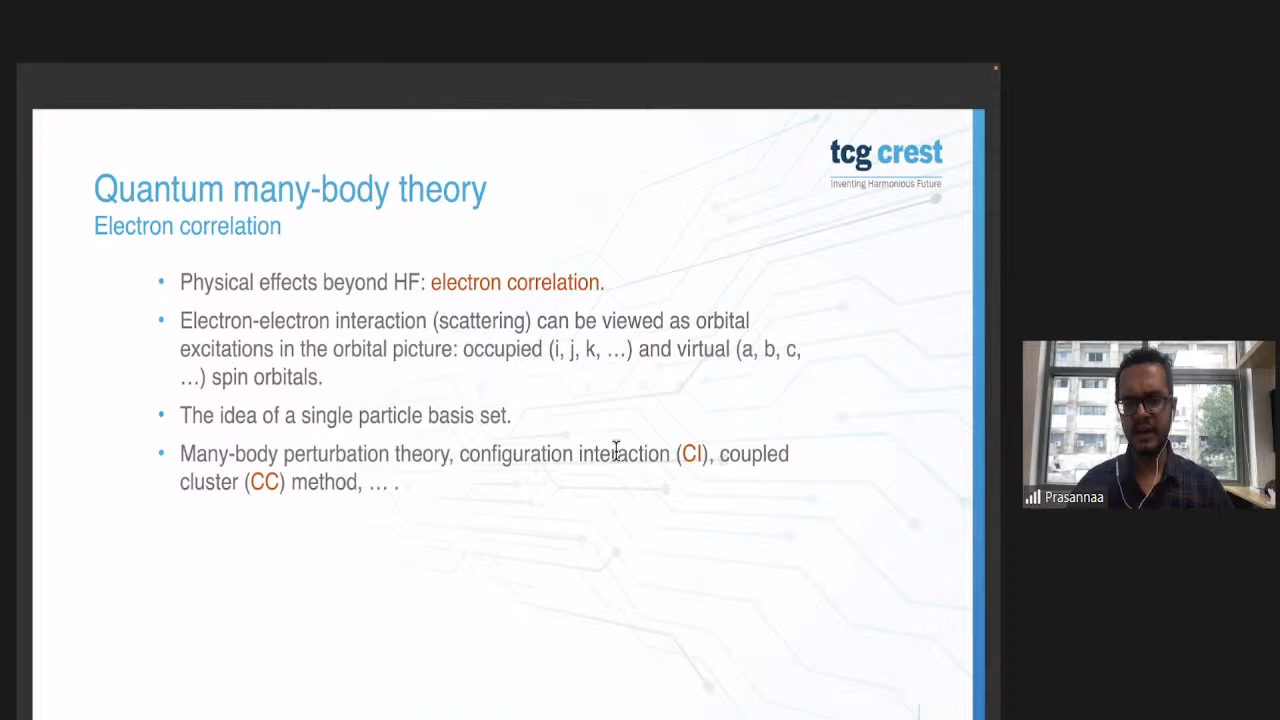 tcg crest
Inventing Harmonious Future
Quantum many-body theory
Electron correlation
• Physical effects beyond HF: electron correlation.
• Electron-electron interaction (scattering) can be viewed as orbital
excitations in the orbital picture: occupied (i, j, k, …) and virtual (a, b, c,
…) spin orbitals.
• The idea of a single particle basis set.
• Many-body perturbation theory, configuration interaction (CI), coupled
cluster (CC) method, … .
Prasannaa